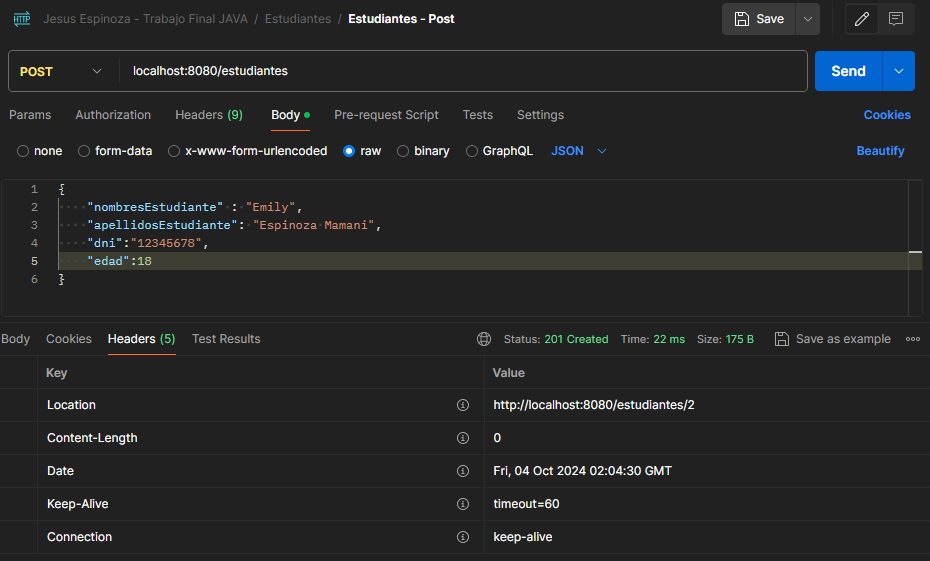 HTTP Jesus Espinoza - Trabajo Final JAVA / Estudiantes / Estudiantes - Post Save
POST localhost:8080/estudiantes Send
Params Authorization Headers (9) Body Pre-request Script Tests Settings Cookies
none form-data x-www-form-urlencoded raw binary GraphQL JSON Beautify
1 {
2 "nombresEstudiante" : "Emily",
3 "apellidosEstudiante": "Espinoza Mamani",
4 "dni":"12345678",
5 "edad":18
6 }
Body Cookies Headers (5) Test Results Status: 201 Created Time: 22 ms Size: 175 B Save as example
Key Value
Location http://localhost:8080/estudiantes/2
Content-Length 0
Date Fri, 04 Oct 2024 02:04:30 GMT
Keep-Alive timeout=60
Connection keep-alive